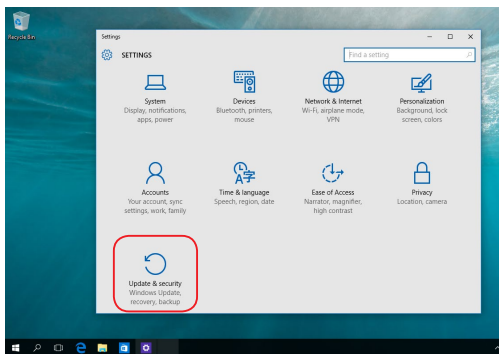 Recycle Bin
Settings
SETTINGS
Find a setting
System
Display, notifications,
apps, power
Devices
Bluetooth, printers,
mouse
Network & Internet
Wi-Fi, airplane mode,
VPN
Personalization
Background, lock
screen, colors
Accounts
Your account, sync
settings, work, family
Time & language
Speech, region, date
Ease of Access
Narrator, magnifier,
high contrast
Privacy
Location, camera
Update & security
Windows Update,
recovery, backup